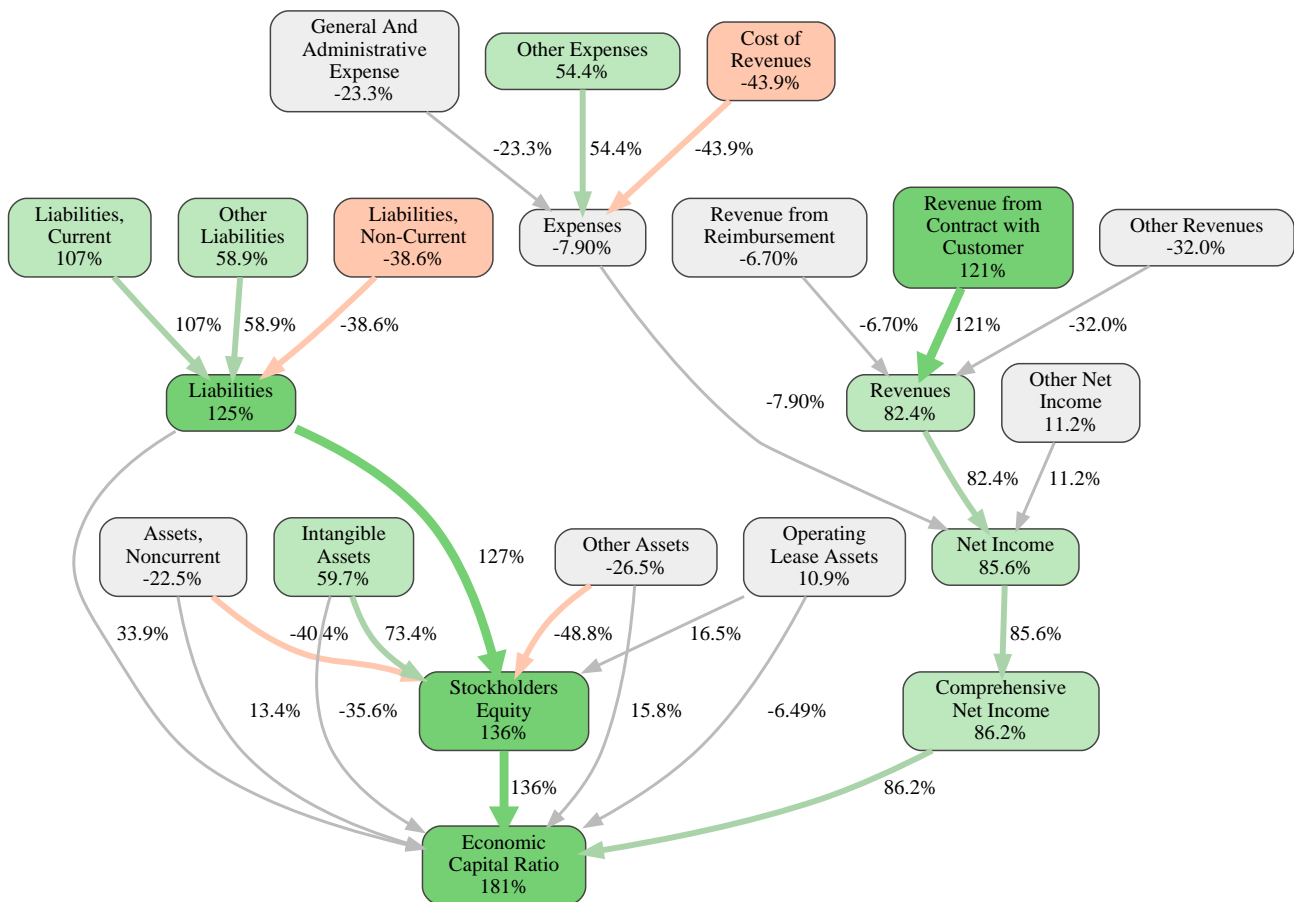 General And
Administrative
Expense
-23.3%
Other Expenses
54.4%
Cost of
Revenues
-43.9%
-23.3%
54.4%
-43.9%
Liabilities,
Current
107%
Other
Liabilities
58.9%
Liabilities,
Non-Current
-38.6%
Expenses
-7.90%
Revenue from
Reimbursement
-6.70%
Revenue from
Contract with
Customer
121%
Other Revenues
-32.0%
107%
58.9%
-38.6%
-6.70%
121%
-32.0%
Liabilities
125%
-7.90%
Revenues
82.4%
Other Net
Income
11.2%
82.4%
11.2%
Assets,
Noncurrent
-22.5%
Intangible
Assets
59.7%
127%
Other Assets
-26.5%
Operating
Lease Assets
10.9%
Net Income
85.6%
33.9%
-40.4%
73.4%
-48.8%
16.5%
85.6%
13.4%
-35.6%
Stockholders
Equity
136%
15.8%
-6.49%
Comprehensive
Net Income
86.2%
136%
86.2%
Economic
Capital Ratio
181%